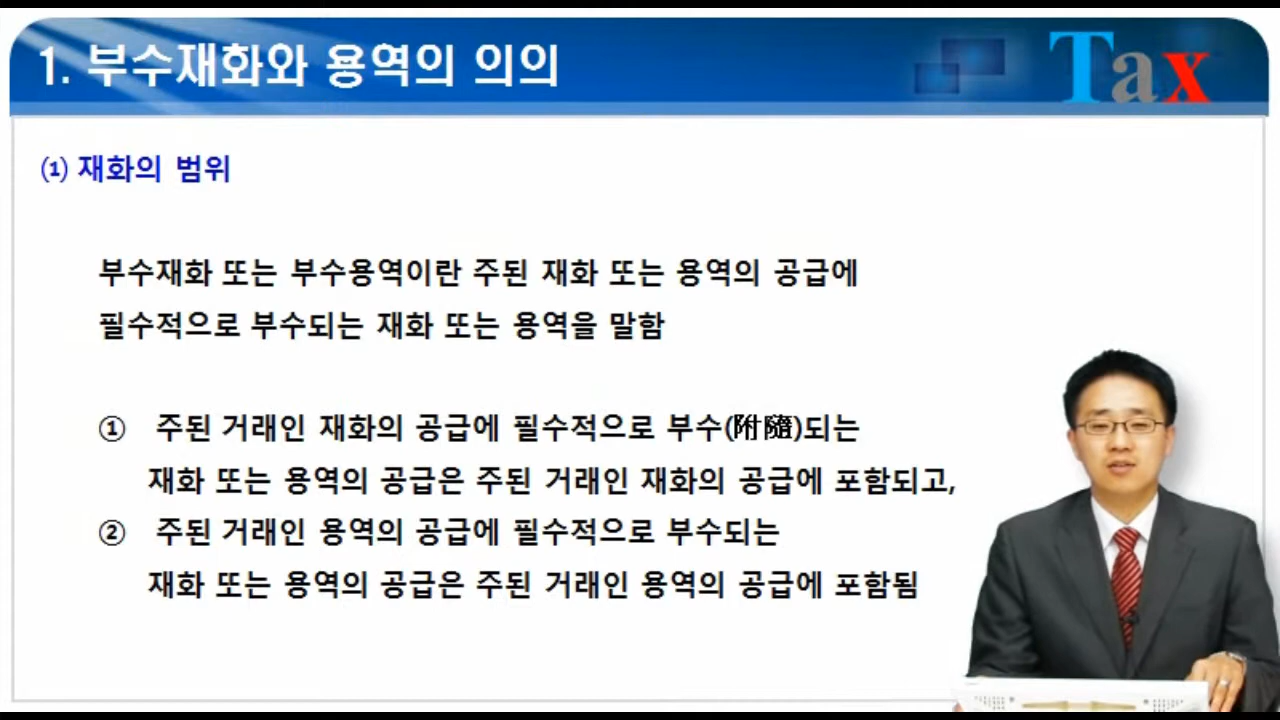 1. 부수재화와 용역의 의의
Tax
⑴ 재화의 범위
부수재화 또는 부수용역이란 주된 재화 또는 용역의 공급에
필수적으로 부수되는 재화 또는 용역을 말함
① 주된 거래인 재화의 공급에 필수적으로 부수(附隨)되는
재화 또는 용역의 공급은 주된 거래인 재화의 공급에 포함되고,
② 주된 거래인 용역의 공급에 필수적으로 부수되는
재화 또는 용역의 공급은 주된 거래인 용역의 공급에 포함됨